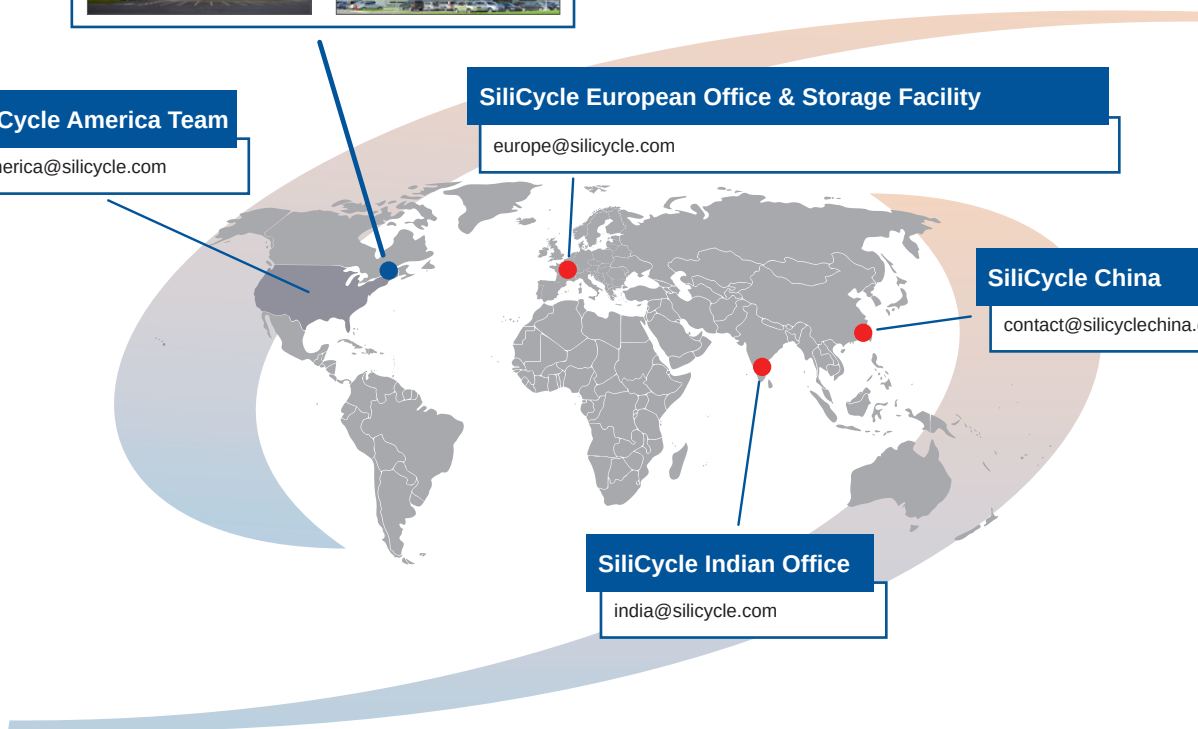 SiliCycle European Office & Storage Facility
europe@silicycle.com
Cycle America Team
erica@silicycle.com
SiliCycle China
contact@silicyclechina.
SiliCycle Indian Office
india@silicycle.com